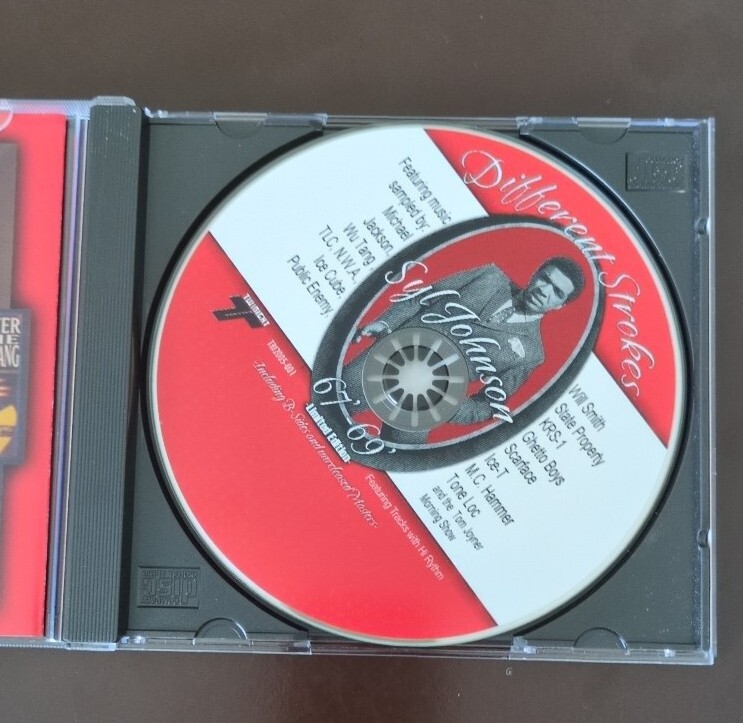 Different Strokes
Featuring music
sampled by:
Michael
Jackson,
Wu Tang,
TLC, N.W.A,
Ice Cube,
Public Enemy
Syl Johnson
67'-69'
-Limited Edition-
Will Smith
State Property
KRS-1
Ghetto Boys
Scarface
Ice-T
M.C. Hammer
Tone Loc
and the Tom Joyner
Morning Show
TWINIGHT
Including B-Sides and unreleased Masters
Featuring Tracks with Hi Rythm
TANG